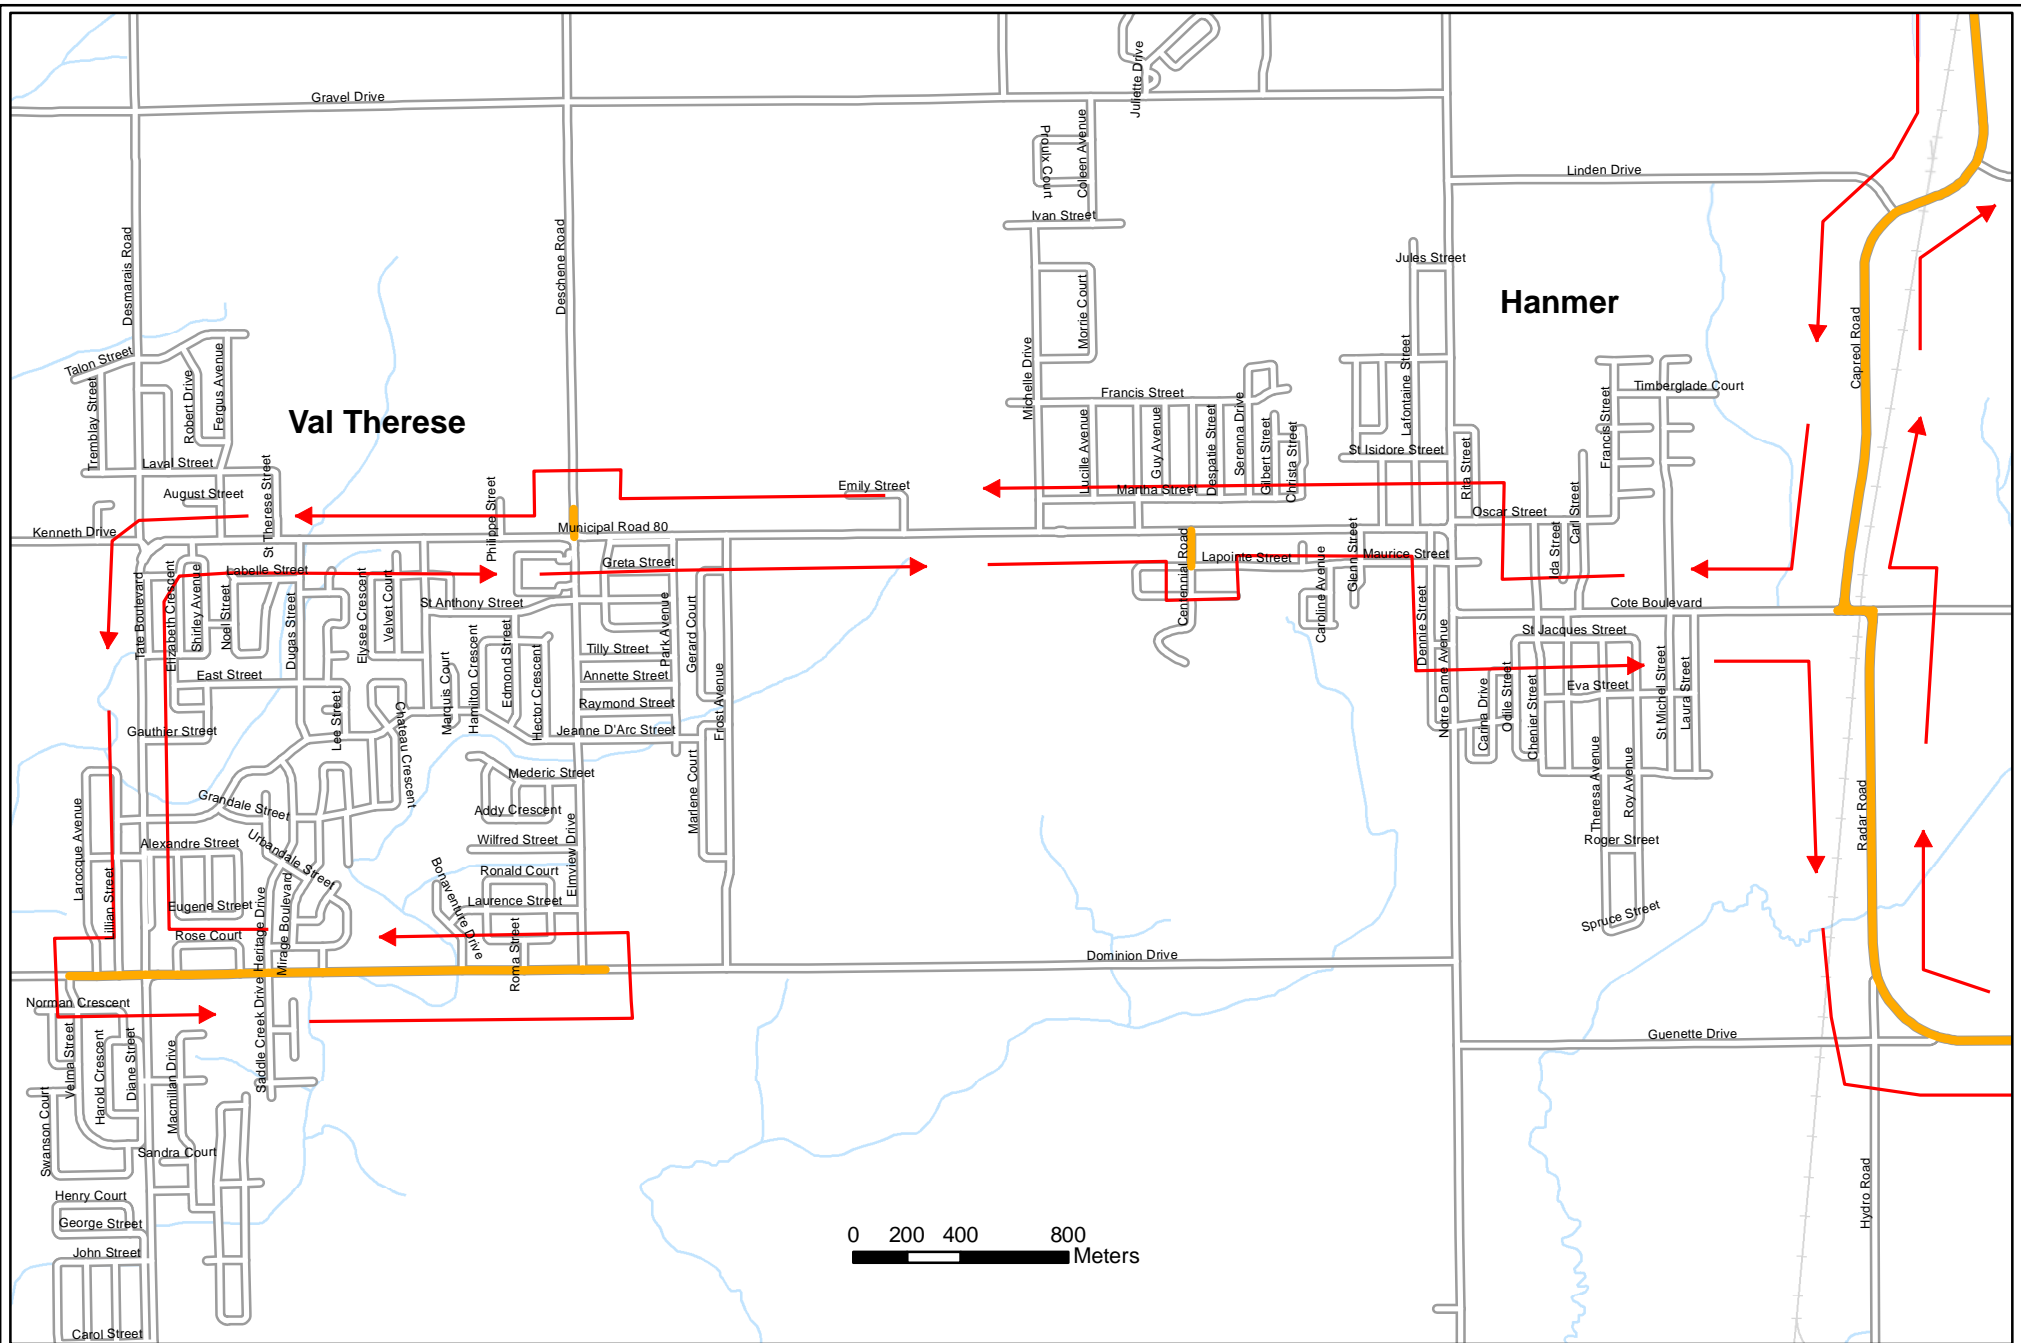 Gravel Drive
Juliette Drive
Proulx Court
Coleen Avenue
Linden Drive
Ivan Street
Desmarais Road
Deschene Road
Jules Street
Morrie Court
Hanmer
Capreol Road
Talon Street
Tremblay Street
Robert Drive
Fergus Avenue
Val Therese
Michelle Drive
Francis Street
Lafontaine Street
Timberglade Court
Francis Street
Lucille Avenue
Guy Avenue
Despatie Street
Serenna Drive
Gilbert Street
Christa Street
St Isidore Street
Rita Street
Laval Street
August Street
St Therese Street
Philippe Street
Emily Street
Martha Street
Oscar Street
Carl Street
Ida Street
Kenneth Drive
Municipal Road 80
Centennial Road
Lapointe Street
Glenn Street
Maurice Street
Caroline Avenue
Greta Street
Labelle Street
Tate Boulevard
Elizabeth Crescent
Shirley Avenue
Noel Street
Dugas Street
Elysee Crescent
Velvet Court
St Anthony Street
Park Avenue
Gerard Court
Dennie Street
Notre Dame Avenue
Cote Boulevard
St Jacques Street
Tilly Street
Annette Street
Raymond Street
Jeanne D'Arc Street
Frost Avenue
East Street
Gauthier Street
Lee Street
Chateau Crescent
Marquis Court
Hamilton Crescent
Edmond Street
Hector Crescent
Carina Drive
Odile Street
Chenier Street
Eva Street
St Michel Street
Laura Street
Theresa Avenue
Roy Avenue
Roger Street
Spruce Street
Radar Road
Mederic Street
Addy Crescent
Wilfred Street
Ronald Court
Laurence Street
Elmview Drive
Marlene Court
Grandale Street
Urbandale Street
Larocque Avenue
Alexandre Street
Lillian Street
Eugene Street
Rose Court
Heritage Drive
Mirage Boulevard
Bonaventure Drive
Roma Street
Dominion Drive
Norman Crescent
Velma Street
Harold Crescent
Diane Street
Macmillan Drive
Saddle Creek Drive
Guenette Drive
Swanson Court
Sandra Court
Henry Court
George Street
John Street
Carol Street
Hydro Road
0 200 400 800
Meters